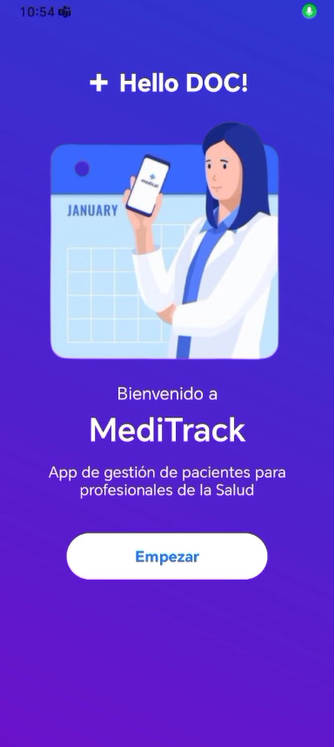 10:54
+ Hello DOC!
medical
JANUARY
Bienvenido a
MediTrack
App de gestión de pacientes para
profesionales de la Salud
Empezar